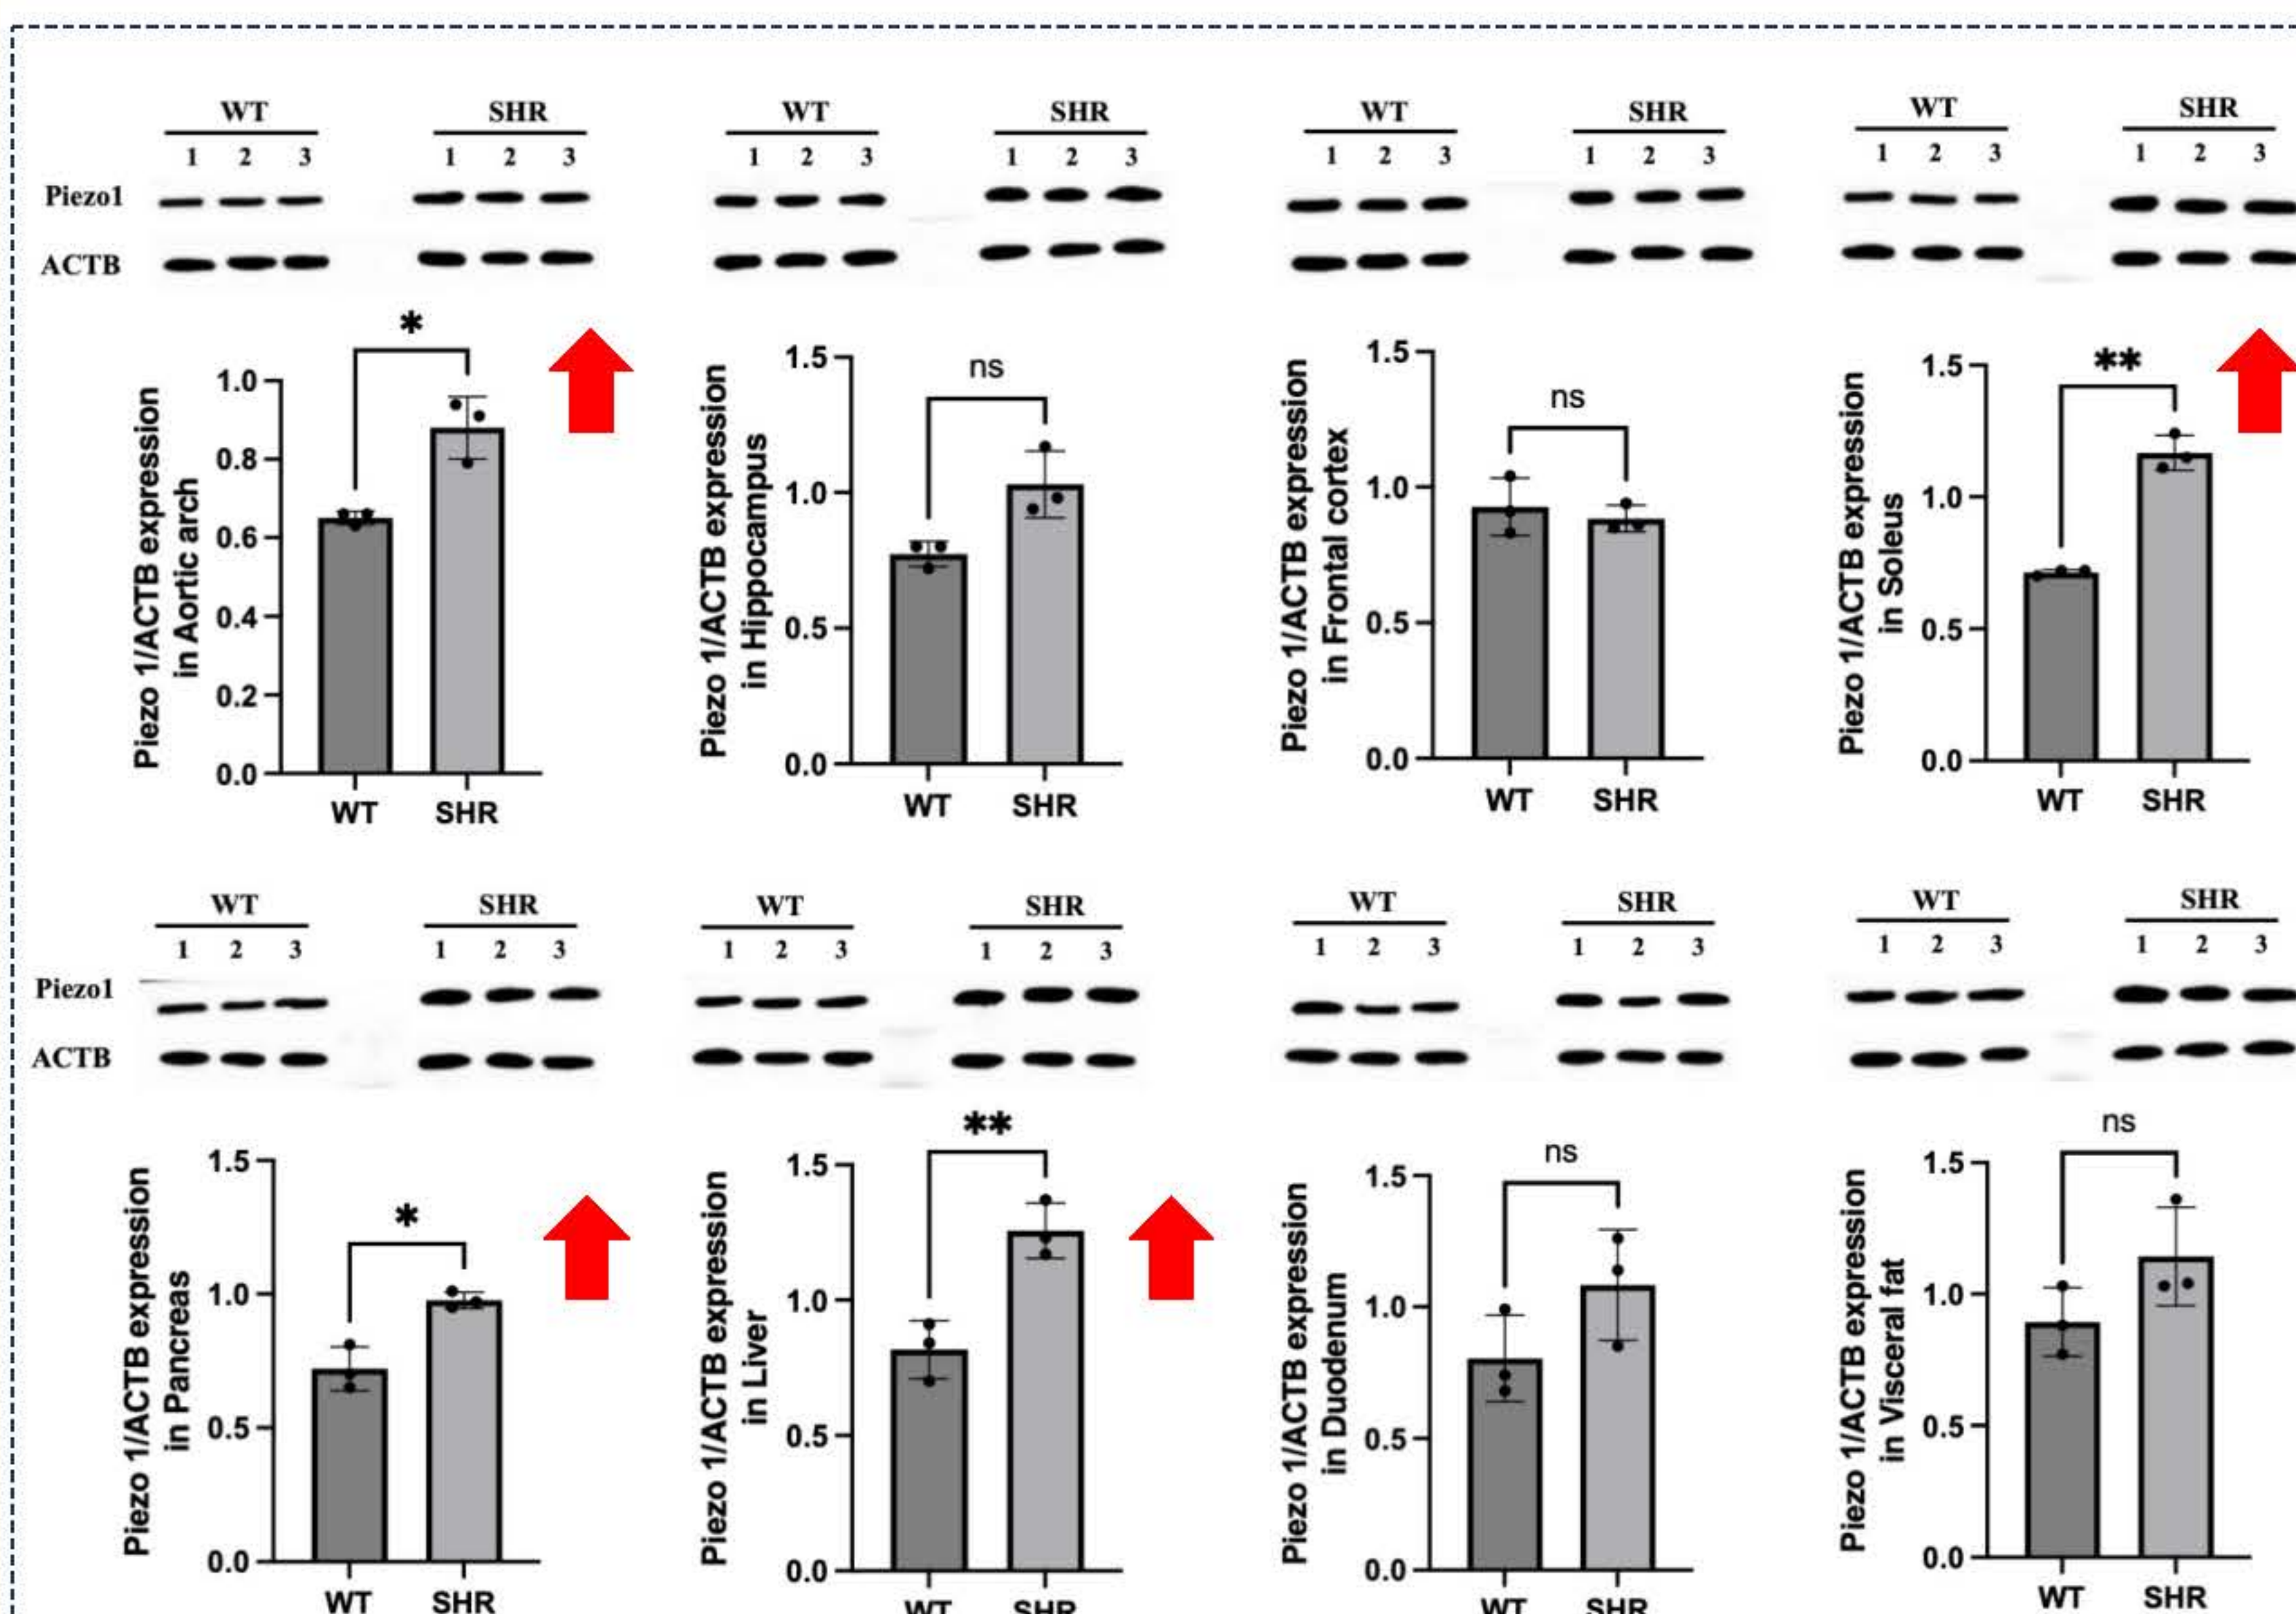 WT SHR WT SHR WT SHR WT SHR
1 2 3 1 2 3 1 2 3 1 2 3 1 2 3 1 2 3 1 2 3 1 2 3
Piezo1
ACTB
*
Piezo 1/ACTB expression
in Aortic arch
1.0
0.8
0.6
0.4
0.2
0.0
WT SHR
ns
Piezo 1/ACTB expression
in Hippocampus
1.5
1.0
0.5
0.0
WT SHR
ns
Piezo 1/ACTB expression
in Frontal cortex
1.5
1.0
0.5
0.0
WT SHR
**
Piezo 1/ACTB expression
in Soleus
1.5
1.0
0.5
0.0
WT SHR
WT SHR WT SHR WT SHR WT SHR
1 2 3 1 2 3 1 2 3 1 2 3 1 2 3 1 2 3 1 2 3 1 2 3
Piezo1
ACTB
*
Piezo 1/ACTB expression
in Pancreas
1.5
1.0
0.5
0.0
WT SHR
**
Piezo 1/ACTB expression
in Liver
1.5
1.0
0.5
0.0
WT SHR
ns
Piezo 1/ACTB expression
in Duodenum
1.5
1.0
0.5
0.0
WT SHR
ns
Piezo 1/ACTB expression
in Visceral fat
1.5
1.0
0.5
0.0
WT SHR